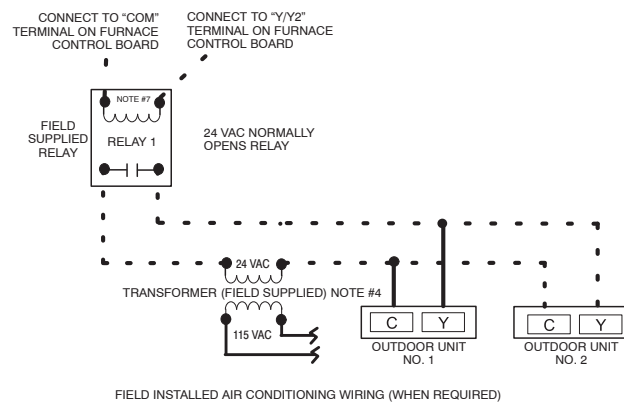 CONNECT TO “COM”
TERMINAL ON FURNACE
CONTROL BOARD
CONNECT TO “Y/Y2”
TERMINAL ON FURNACE
CONTROL BOARD
NOTE #7
FIELD
SUPPLIED
RELAY
RELAY 1
24 VAC NORMALLY
OPENS RELAY
24 VAC
TRANSFORMER (FIELD SUPPLIED) NOTE #4
115 VAC
C Y
OUTDOOR UNIT
NO. 1
C Y
OUTDOOR UNIT
NO. 2
FIELD INSTALLED AIR CONDITIONING WIRING (WHEN REQUIRED)